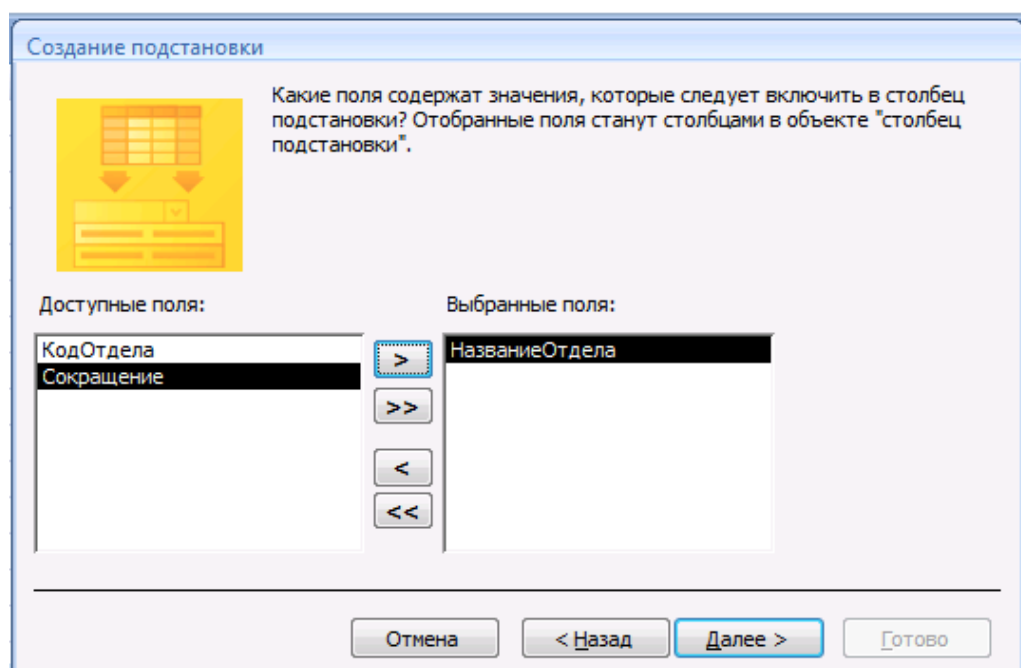 Создание подстановки
Какие поля содержат значения, которые следует включить в столбец
подстановки? Отобранные поля станут столбцами в объекте "столбец
подстановки".
Доступные поля:
Выбранные поля:
КодОтдела
Сокращение
>
>>
<
<<
НазваниеОтдела
Отмена
< Назад
Далее >
Готово